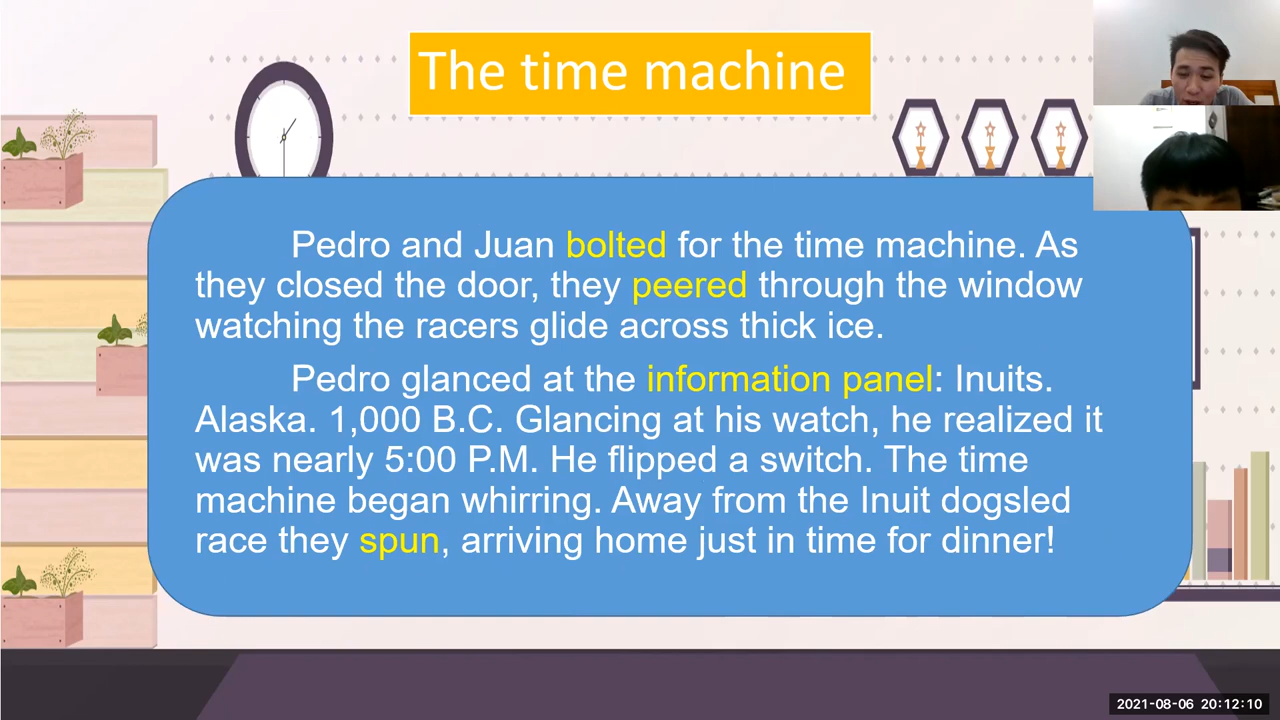 The time machine
Pedro and Juan bolted for the time machine. As
they closed the door, they peered through the window
watching the racers glide across thick ice.
Pedro glanced at the information panel: Inuits.
Alaska. 1,000 B.C. Glancing at his watch, he realized it
was nearly 5:00 P.M. He flipped a switch. The time
machine began whirring. Away from the Inuit dogsled
race they spun, arriving home just in time for dinner!
2021-08-06 20:12:10